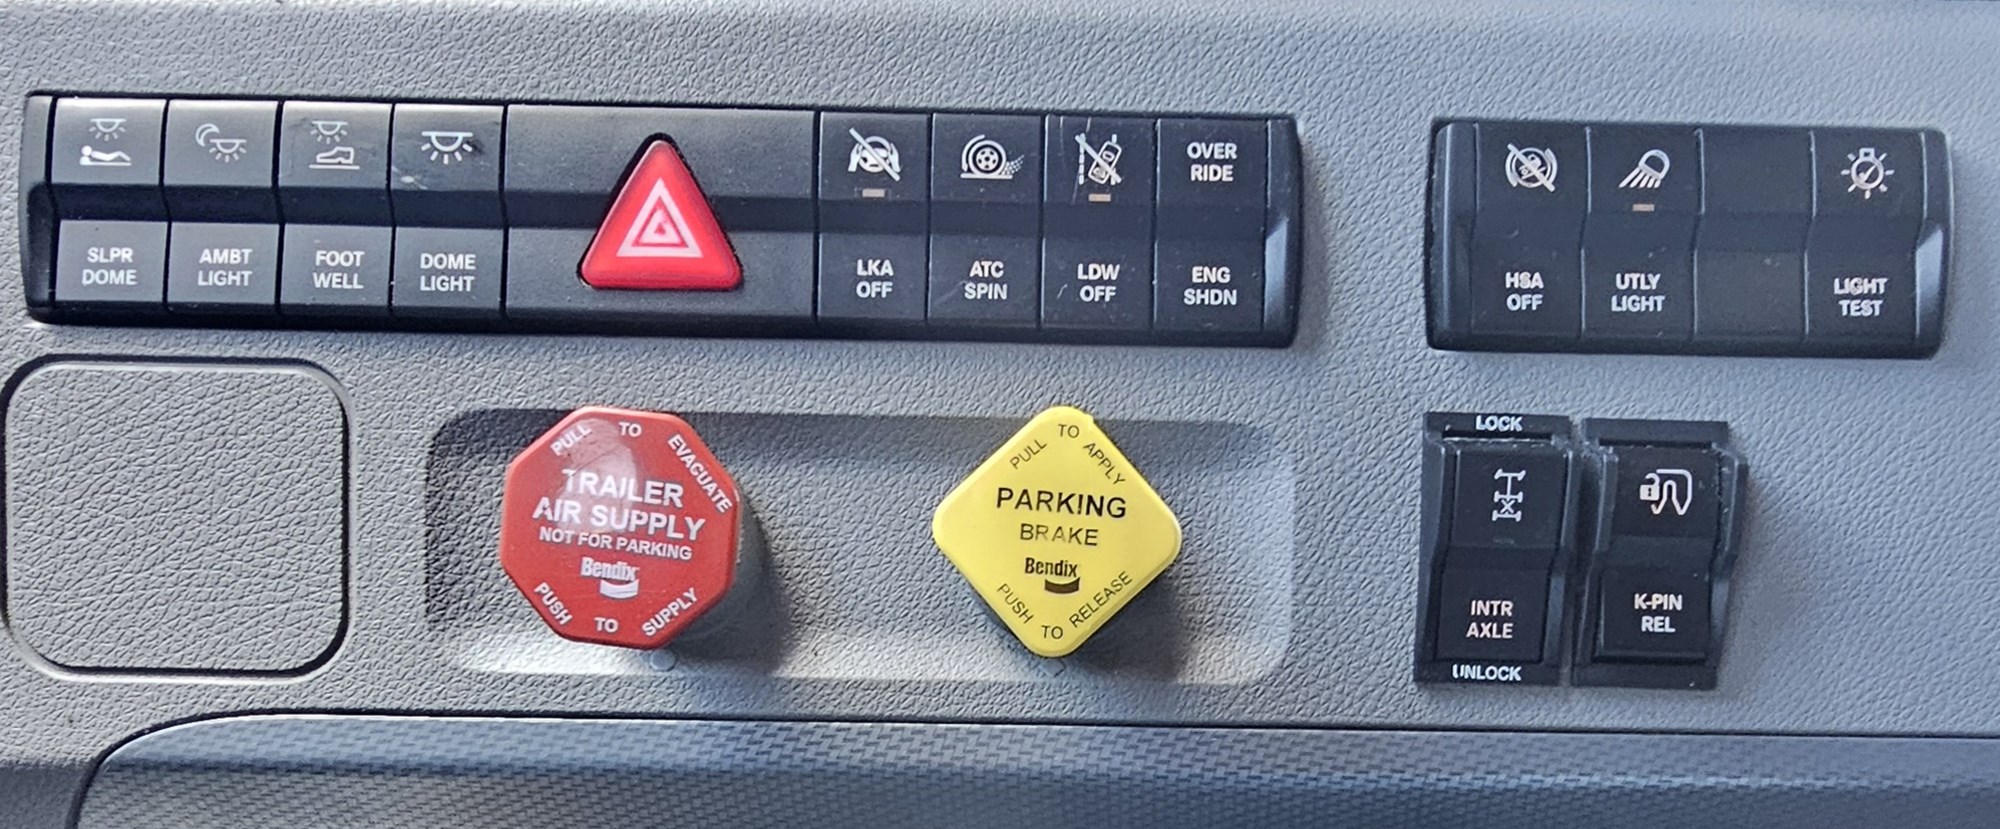 OVER
RIDE
SLPR
DOME
AMBT
LIGHT
FOOT
WELL
DOME
LIGHT
LKA
OFF
ATC
SPIN
LDW
OFF
ENG
SHDN
HSA
OFF
UTLY
LIGHT
LIGHT
TEST
PULL TO EVACUATE
TRAILER
AIR SUPPLY
NOT FOR PARKING
Bendix
PUSH TO SUPPLY
PULL TO APPLY
PARKING
BRAKE
Bendix
PUSH TO RELEASE
LOCK
INTR
AXLE
UNLOCK
K-PIN
REL